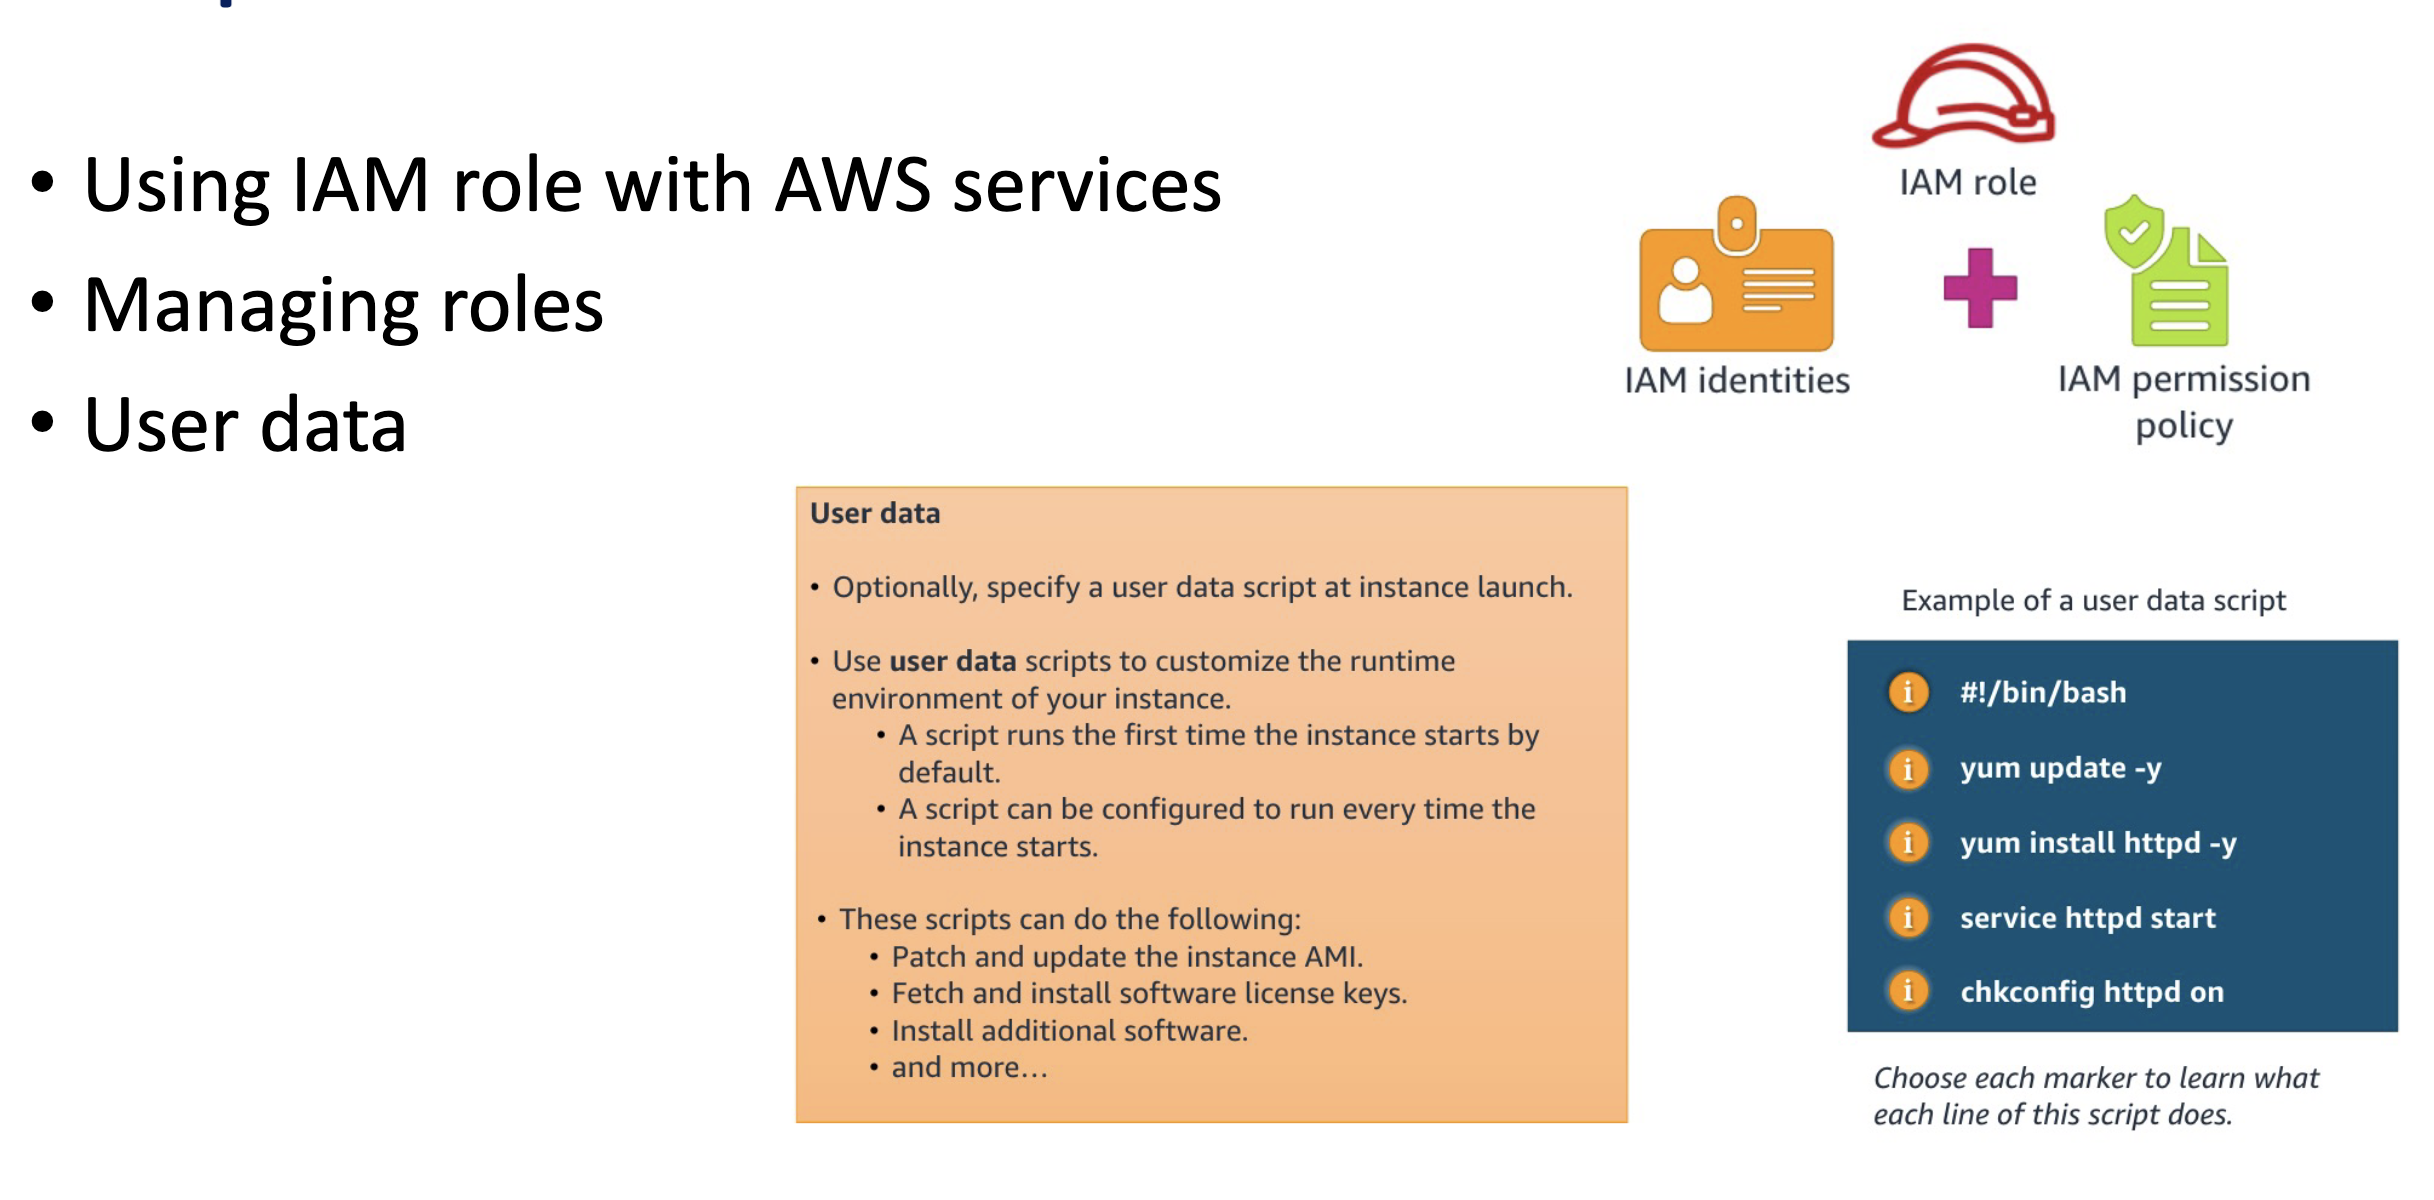 • Using IAM role with AWS services
• Managing roles
• User data
IAM role
IAM identities
IAM permission
policy
User data
• Optionally, specify a user data script at instance launch.
• Use user data scripts to customize the runtime
environment of your instance.
• A script runs the first time the instance starts by
default.
• A script can be configured to run every time the
instance starts.
• These scripts can do the following:
• Patch and update the instance AMI.
• Fetch and install software license keys.
• Install additional software.
• and more...
Example of a user data script
i #!/bin/bash
i yum update -y
i yum install httpd -y
i service httpd start
i chkconfig httpd on
Choose each marker to learn what
each line of this script does.